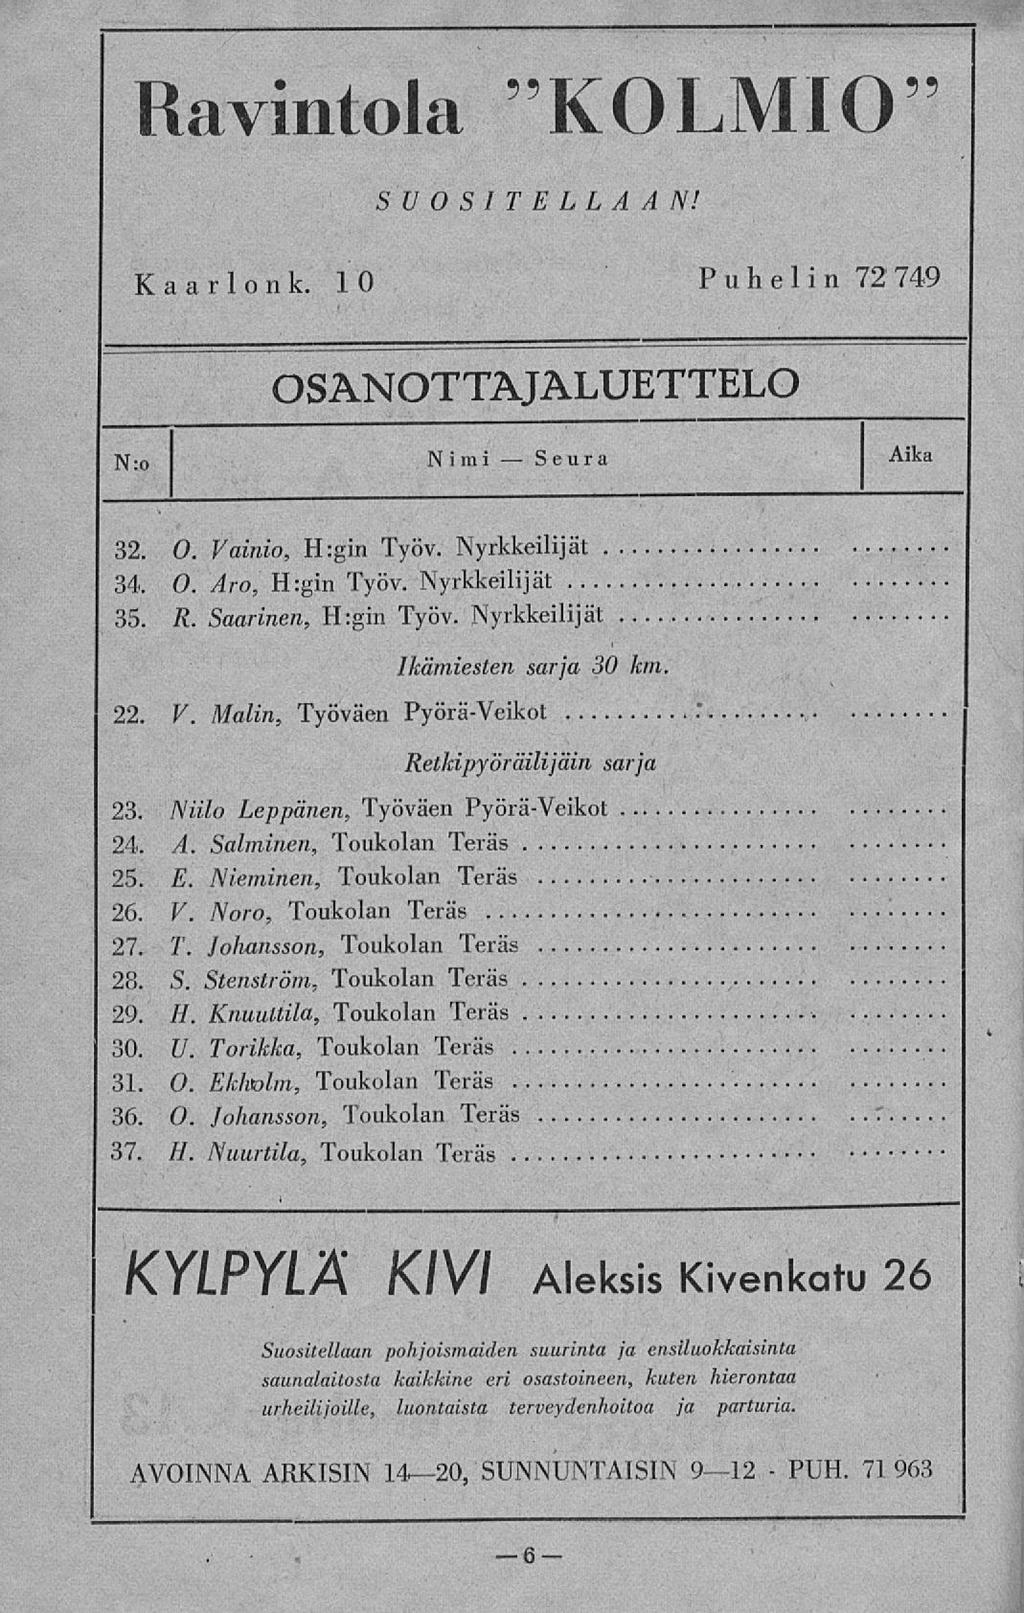 Ravintola ”KOLMIO”
SUOSITELLAAN!
Kaarlonk. 10 Puhelin 72 749
OSANOTTAJALUETTELO
N:o Nimi — Seura Aika
32. O. Vainio, H:gin Työv. Nyrkkeilijät
34. O. Aro, H:gin Työv. Nyrkkeilijät
35. R. Saarinen, H:gin Työv. Nyrkkeilijät
Ikämiesten sarja 30 km.
22. V. Malin, Työväen Pyörä-Veikot
Retkipyöräilijäin sarja
23. Niilo Leppänen, Työväen Pyörä-Veikot
24. A. Salminen, Toukolan Teräs
25. E. Nieminen, Toukolan Teräs
26. V. Noro, Toukolan Teräs
27. T. Johansson, Toukolan Teräs
28. S. Stenström, Toukolan Teräs
29. H. Knuuttila, Toukolan Teräs
30. U. Torikka, Toukolan Teräs
31. O. Ekholm, Toukolan Teräs
36. O. Johansson, Toukolan Teräs
37. H. Nuurtila, Toukolan Teräs
KYLPYLÄ KIVI Aleksis Kivenkatu 26
Suositellaan pohjoismaiden suurinta ja ensiluokkaisinta
saunalaitosta kaikkine eri osastoineen, kuten hierontaa
urheilijoille, luontaista terveydenhoitoa ja parturia.
AVOINNA ARKISIN 14—20, SUNNUNTAISIN 9—12 - PUH. 71 963
— 6 —